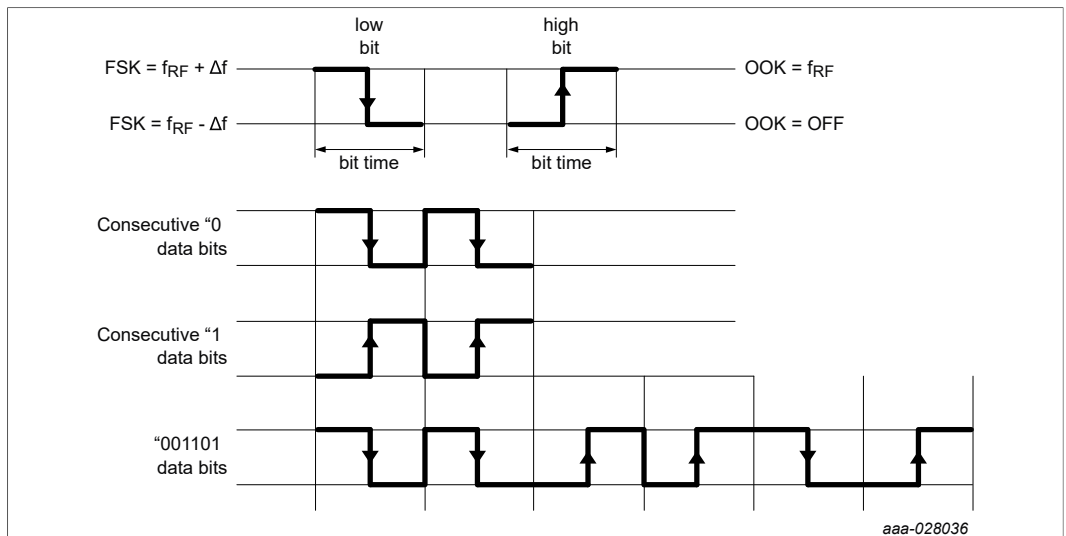 low
bit
high
bit
FSK = fRF + Δf
OOK = fRF
FSK = fRF - Δf
OOK = OFF
bit time
bit time
Consecutive “0
data bits
Consecutive “1
data bits
“001101
data bits
aaa-028036